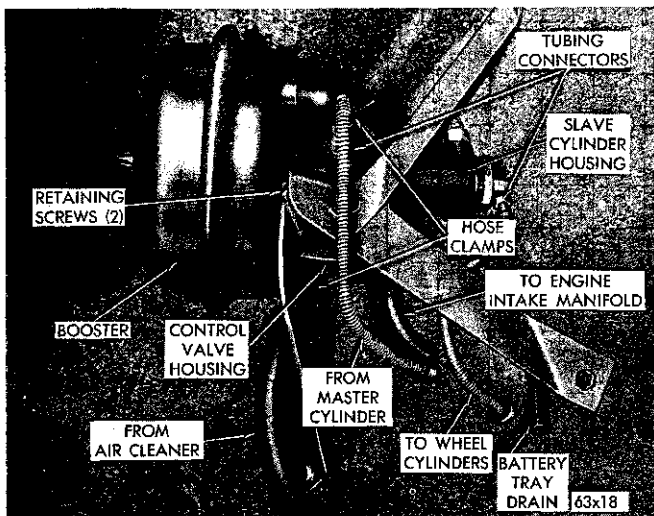 TUBING
CONNECTORS
SLAVE
CYLINDER
HOUSING
RETAINING
SCREWS (2)
HOSE
CLAMPS
TO ENGINE
INTAKE MANIFOLD
BOOSTER
CONTROL
VALVE
HOUSING
FROM
MASTER
CYLINDER
FROM
AIR CLEANER
TO WHEEL
CYLINDERS
BATTERY
TRAY
DRAIN
63x18